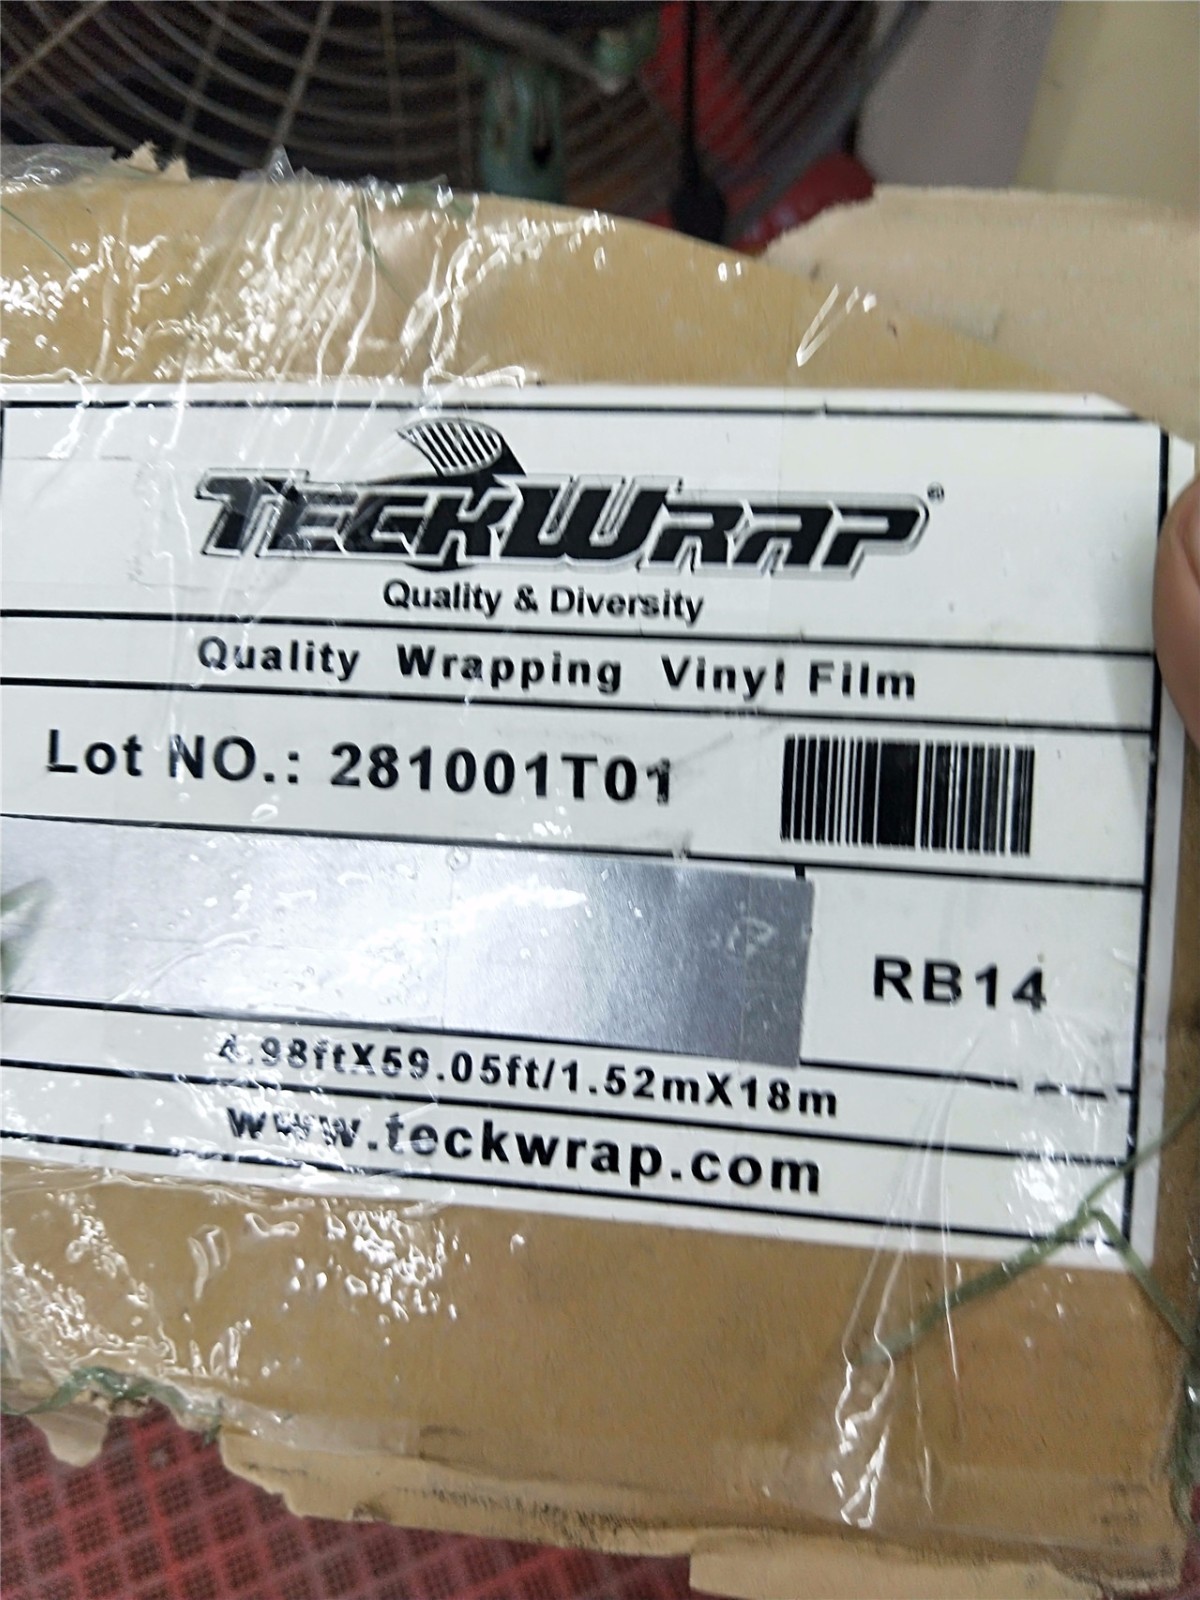 TECKWRAP®
Quality & Diversity
Quality Wrapping Vinyl Film
Lot NO.: 281001T01
RB14
4.98ftX59.05ft/1.52mX18m
www.teckwrap.com